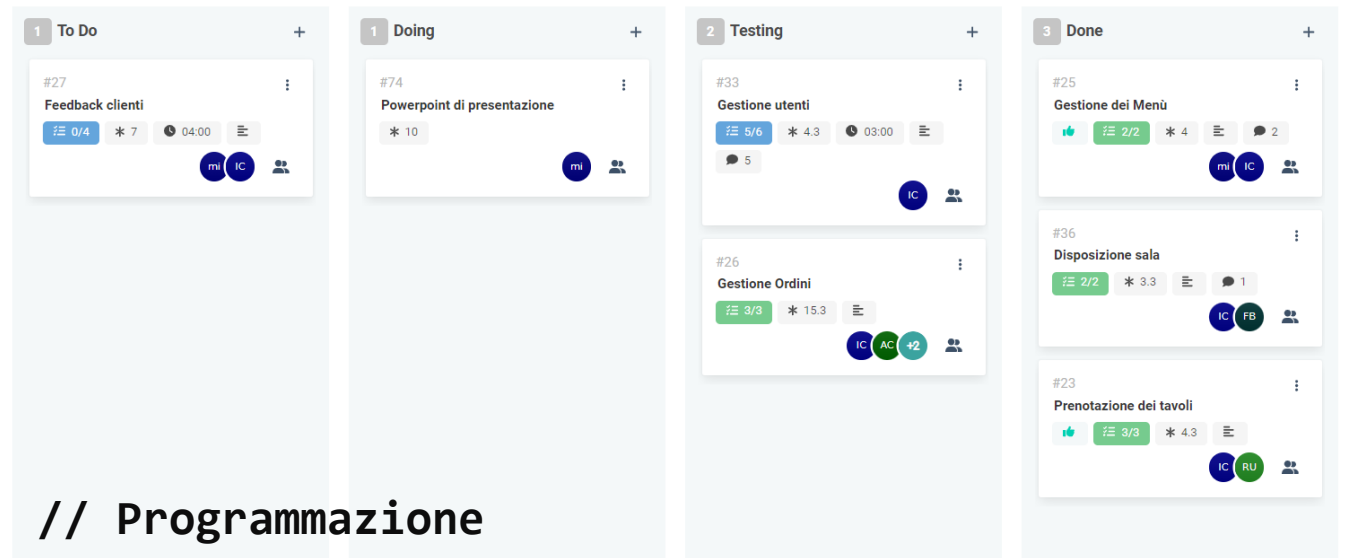 1 To Do +
#27
Feedback clienti
0/4 7 04:00
mi IC
1 Doing +
#74
Powerpoint di presentazione
10
mi
2 Testing +
#33
Gestione utenti
5/6 4.3 03:00
5
IC
#26
Gestione Ordini
3/3 15.3
IC AC +2
3 Done +
#25
Gestione dei Menù
2/2 4 2
mi IC
#36
Disposizione sala
2/2 3.3 1
IC FB
#23
Prenotazione dei tavoli
3/3 4.3
IC RU
// Programmazione